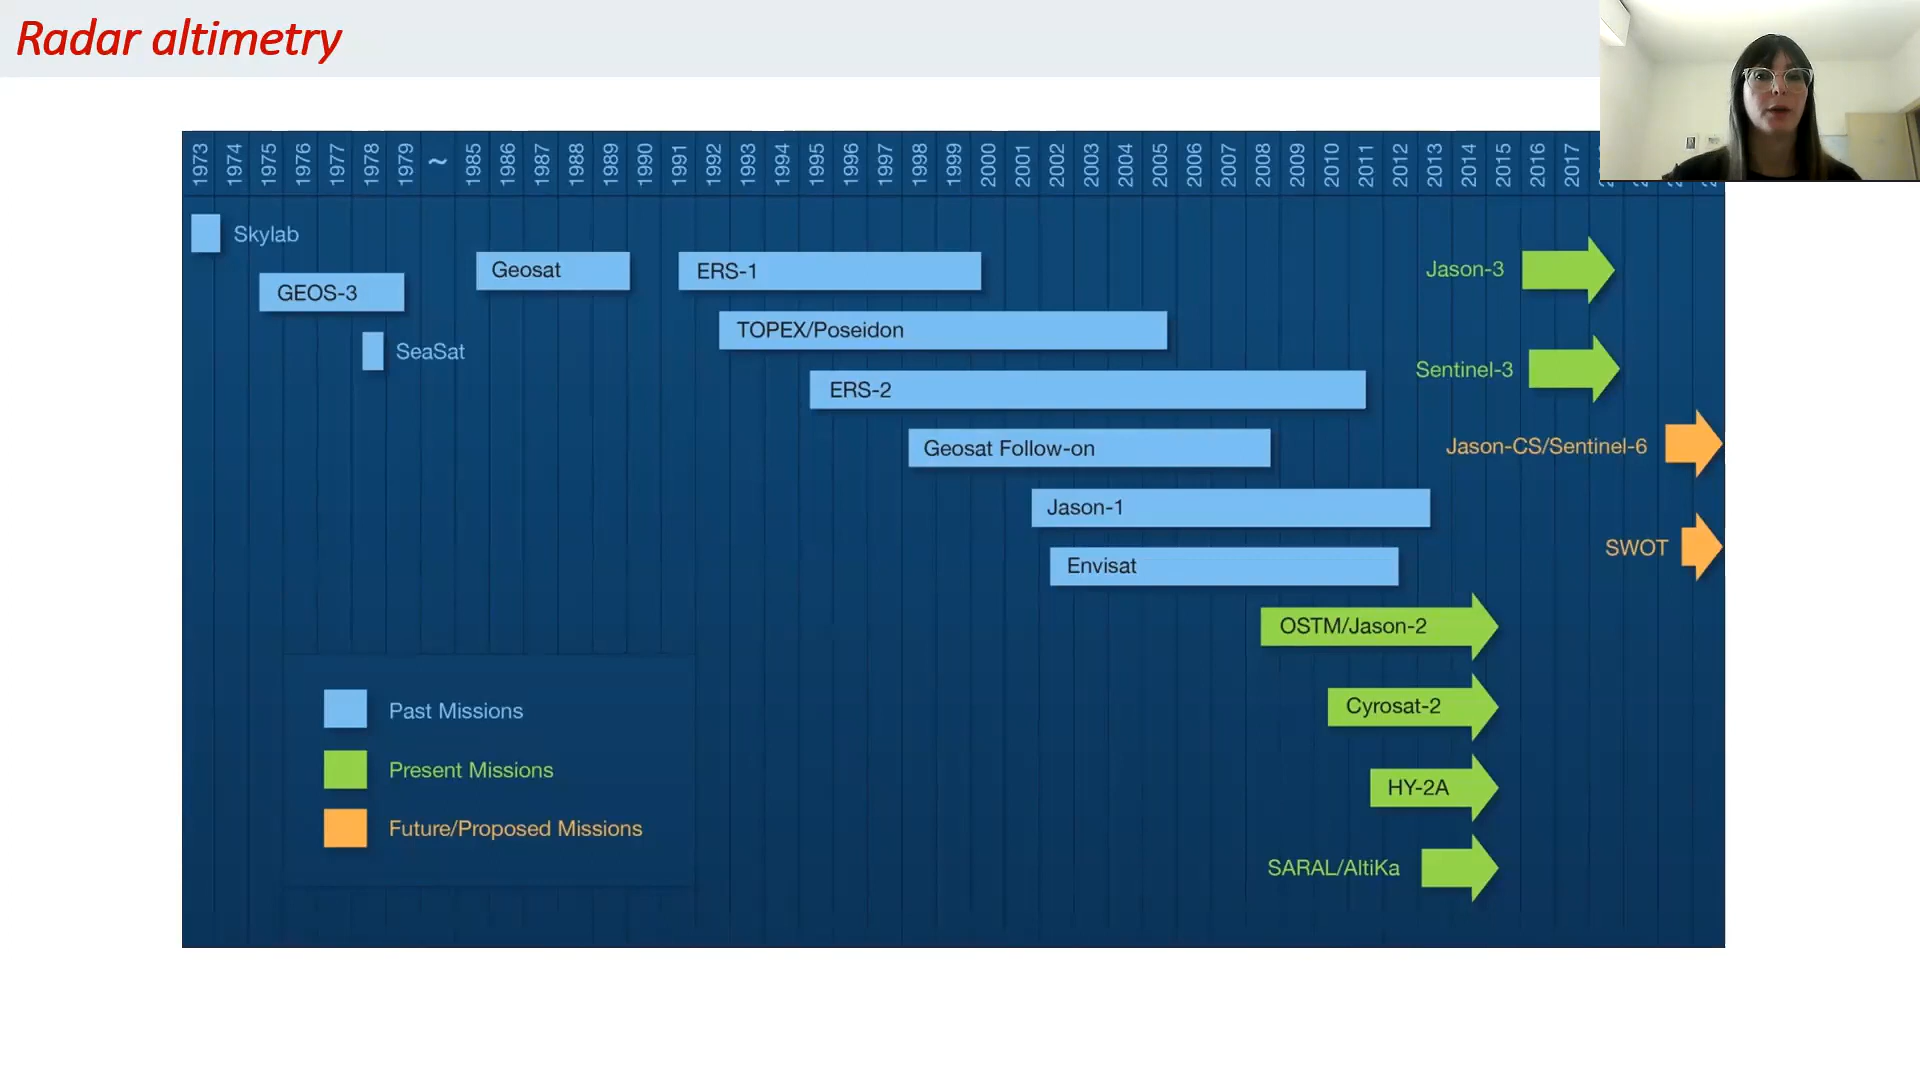 Radar altimetry
1973 1974 1975 1976 1977 1978 1979 ~ 1985 1986 1987 1988 1989 1990 1991 1992 1993 1994 1995 1996 1997 1998 1999 2000 2001 2002 2003 2004 2005 2006 2007 2008 2009 2010 2011 2012 2013 2014 2015 2016 2017
Skylab
Geosat
ERS-1
Jason-3
GEOS-3
TOPEX/Poseidon
SeaSat
Sentinel-3
ERS-2
Geosat Follow-on
Jason-CS/Sentinel-6
Jason-1
SWOT
Envisat
OSTM/Jason-2
Cyrosat-2
Past Missions
Present Missions
HY-2A
Future/Proposed Missions
SARAL/AltiKa